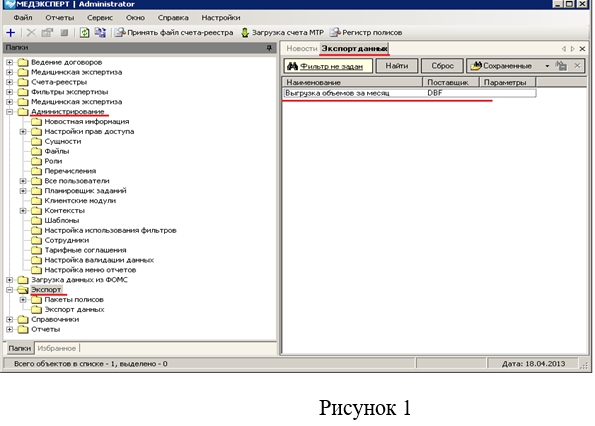 МЕДЭКСПЕРТ | Administrator
Файл Отчеты Сервис Окно Справка Настройки
Принять файл счета-реестра Загрузка счета МТР Регистр полисов
Папки
Новости Экспорт данных
Фильтр не задан Найти Сброс Сохраненные
Наименование Поставщик Параметры
Выгрузка объемов за месяц DBF
Ведение договоров
Медицинская экспертиза
Счета-реестры
Фильтры экспертизы
Медицинская экспертиза
Администрирование
Новостная информация
Настройки прав доступа
Сущности
Файлы
Роли
Перечисления
Все пользователи
Планировщик заданий
Клиентские модули
Контексты
Шаблоны
Настройка использования фильтров
Сотрудники
Тарифные соглашения
Настройка валидации данных
Настройка меню отчетов
Загрузка данных из ФОМС
Экспорт
Пакеты полисов
Экспорт данных
Справочники
Отчеты
Папки Избранное
Всего объектов в списке - 1, выделено - 0 Дата: 18.04.2013
Рисунок 1